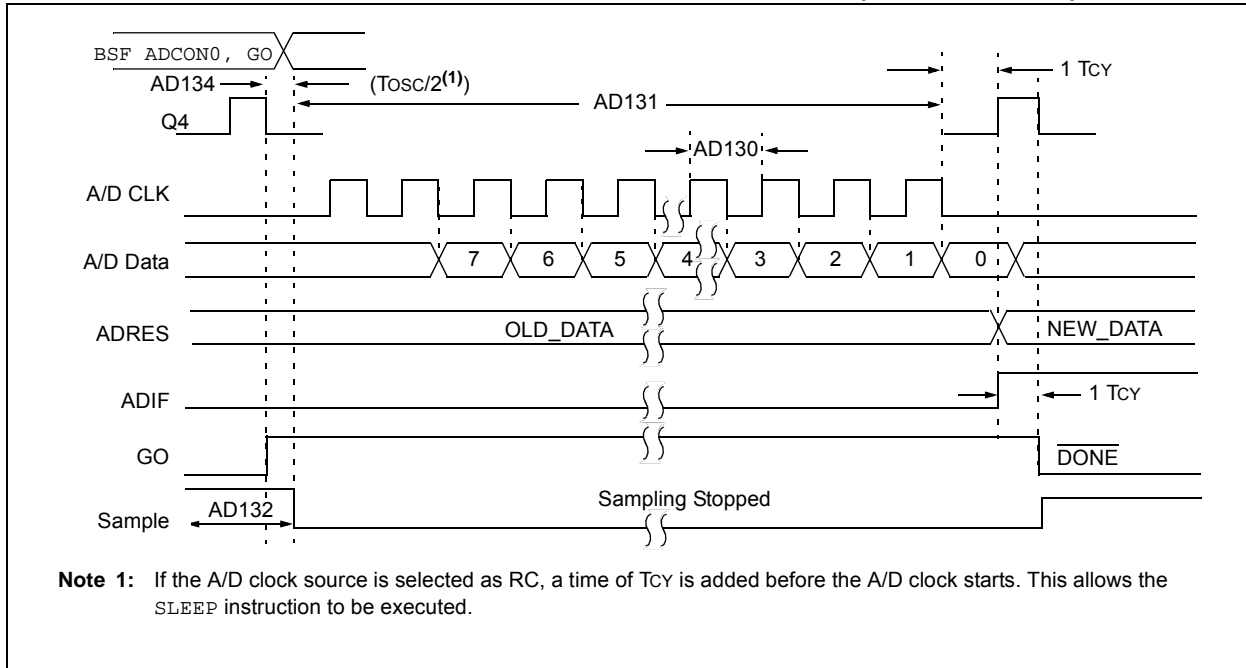 BSF ADCON0, GO
AD134 (TOSC/2(1)) 1 TCY
AD131
Q4
AD130
A/D CLK
A/D Data 7 6 5 4 3 2 1 0
ADRES OLD_DATA NEW_DATA
ADIF 1 TCY
GO DONE
Sampling Stopped
AD132
Sample
Note 1: If the A/D clock source is selected as RC, a time of TCY is added before the A/D clock starts. This allows the
SLEEP instruction to be executed.